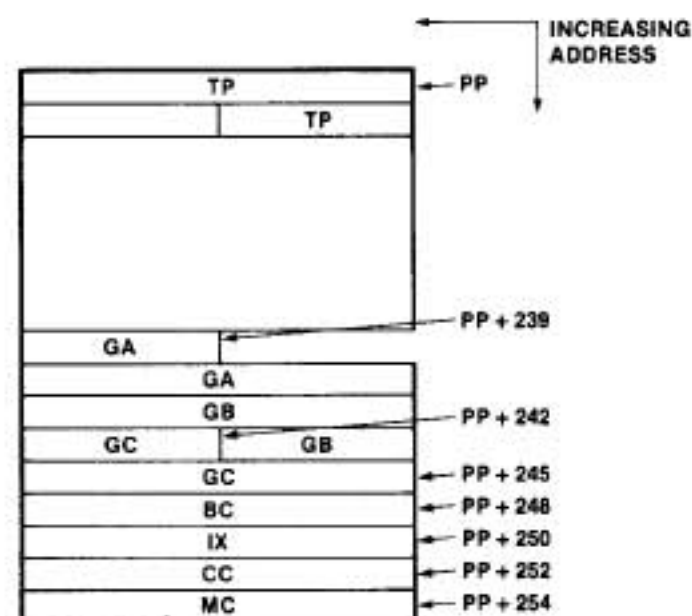 INCREASING
ADDRESS
TP
PP
TP
PP + 239
GA
GA
GB
PP + 242
GC GB
GC
PP + 245
BC
PP + 248
IX
PP + 250
CC
PP + 252
MC
PP + 254